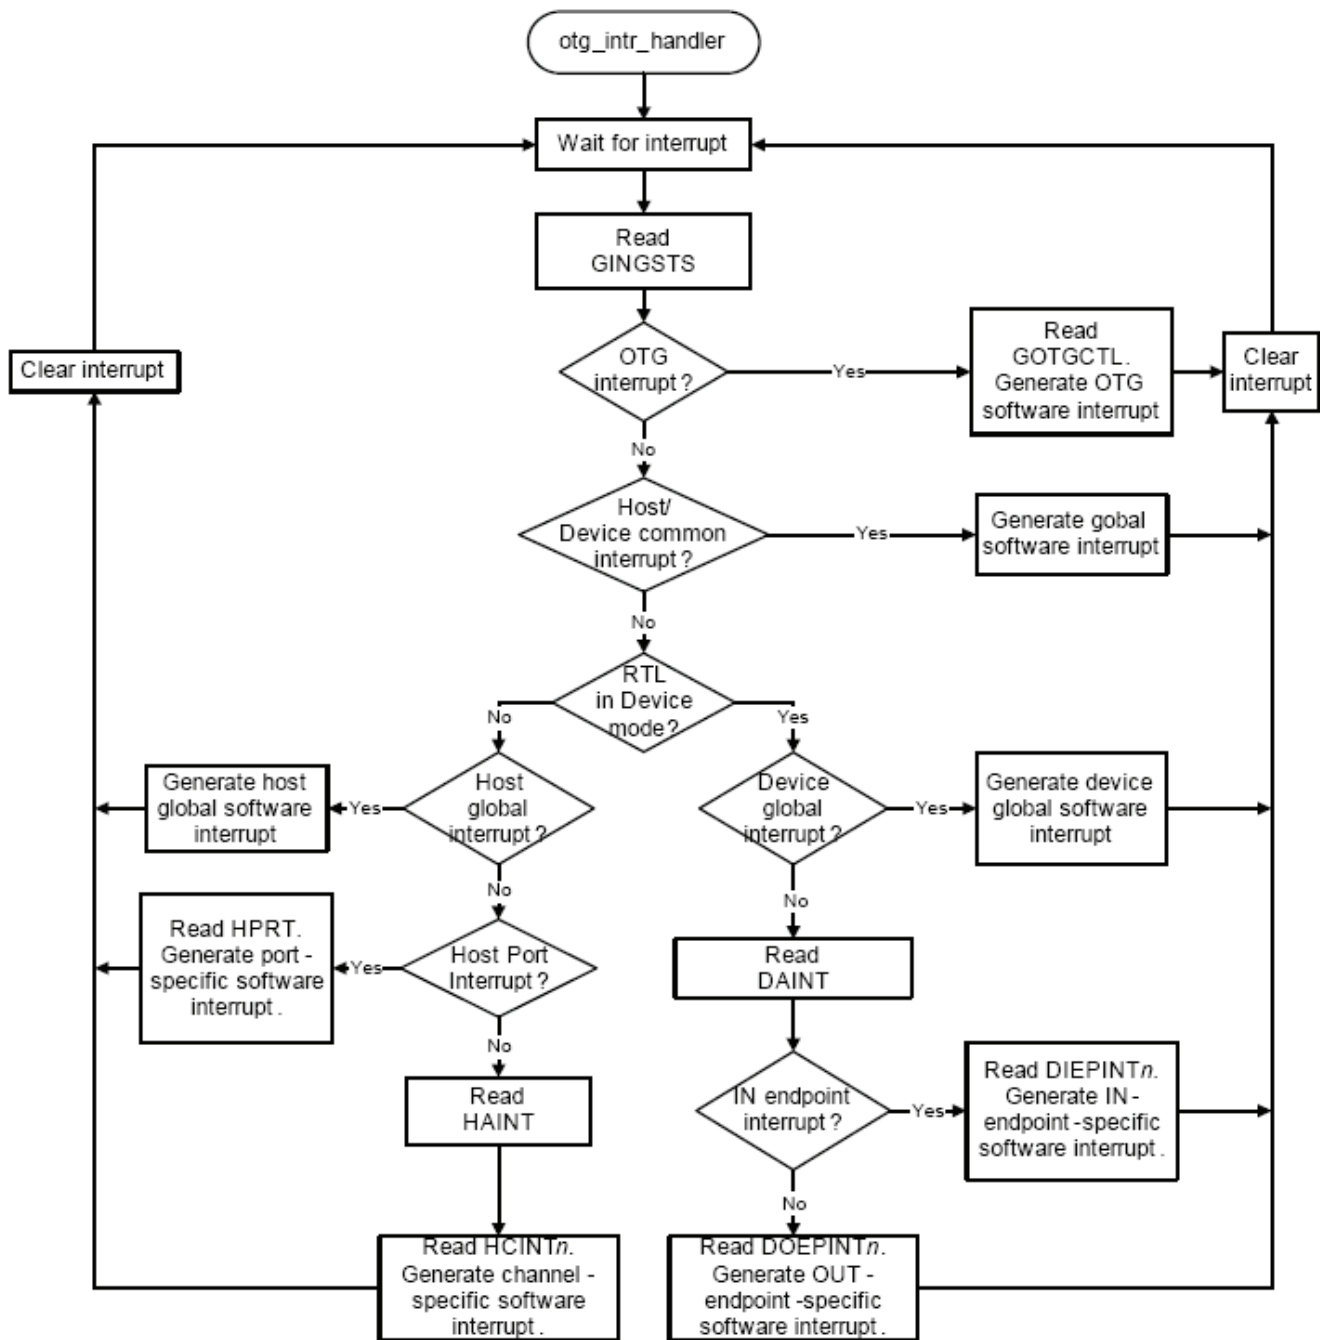 otg_intr_handler
Wait for interrupt
Read
GINGSTS
OTG
interrupt?
Yes
Read
GOTGCTL.
Generate OTG
software interrupt
Clear
interrupt
Clear interrupt
No
Host/
Device common
interrupt?
Yes
Generate gobal
software interrupt
No
RTL
in Device
mode?
No
Yes
Generate host
global software
interrupt
Yes
Host
global
interrupt?
Device
global
interrupt?
Yes
Generate device
global software
interrupt
No
No
Read HPRT.
Generate port-
specific software
interrupt.
Yes
Host Port
Interrupt?
Read
DAINT
No
Read
HAINT
IN endpoint
interrupt?
Yes
Read DIEPINTn.
Generate IN-
endpoint-specific
software interrupt.
No
Read HCINTn.
Generate channel-
specific software
interrupt.
Read DOEPINTn.
Generate OUT-
endpoint-specific
software interrupt.